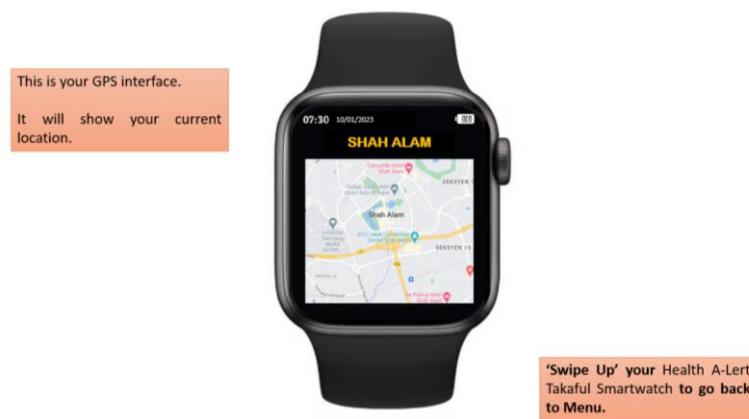 This is your GPS interface.
It will show your current
location.
07:30 10/01/2023
SHAH ALAM
Shah Alam
SEKSYEN
SEKSYEN 15
'Swipe Up' your Health A-Lert
Takaful Smartwatch to go back
to Menu.